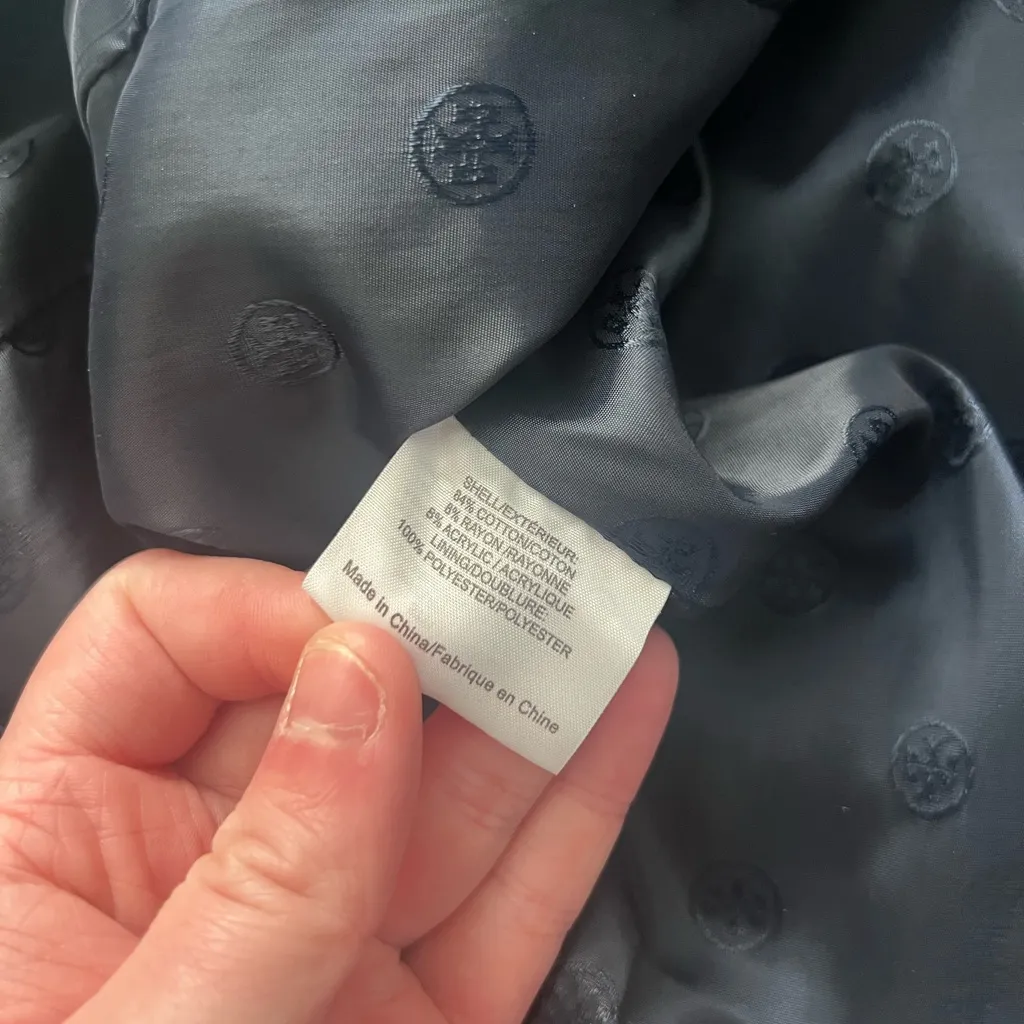 SHELL/EXTÉRIEUR:
84% COTTON/COTON
8% RAYON/RAYONNE
8% ACRYLIC / ACRYLIQUE
LINING/DOUBLURE:
100% POLYESTER/POLYESTER
Made in China/Fabrique en Chine